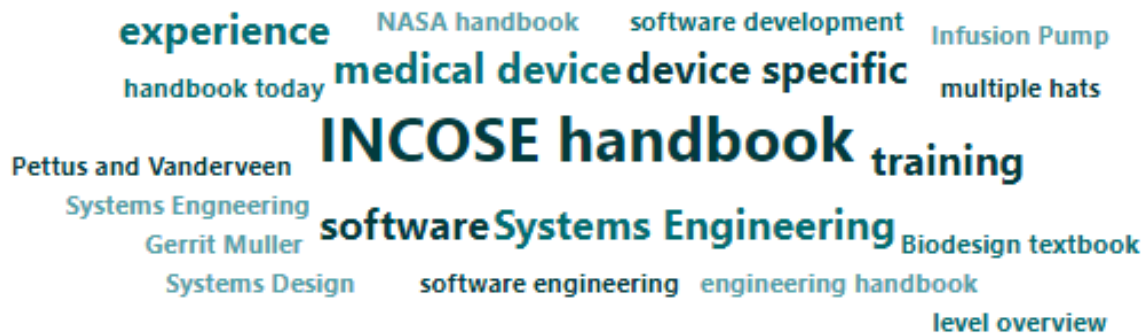 experience NASA handbook software development Infusion Pump
handbook today medical device device specific multiple hats
INCOSE handbook
Pettus and Vanderveen training
Systems Engneering
software Systems Engineering
Gerrit Muller Biodesign textbook
Systems Design software engineering engineering handbook
level overview